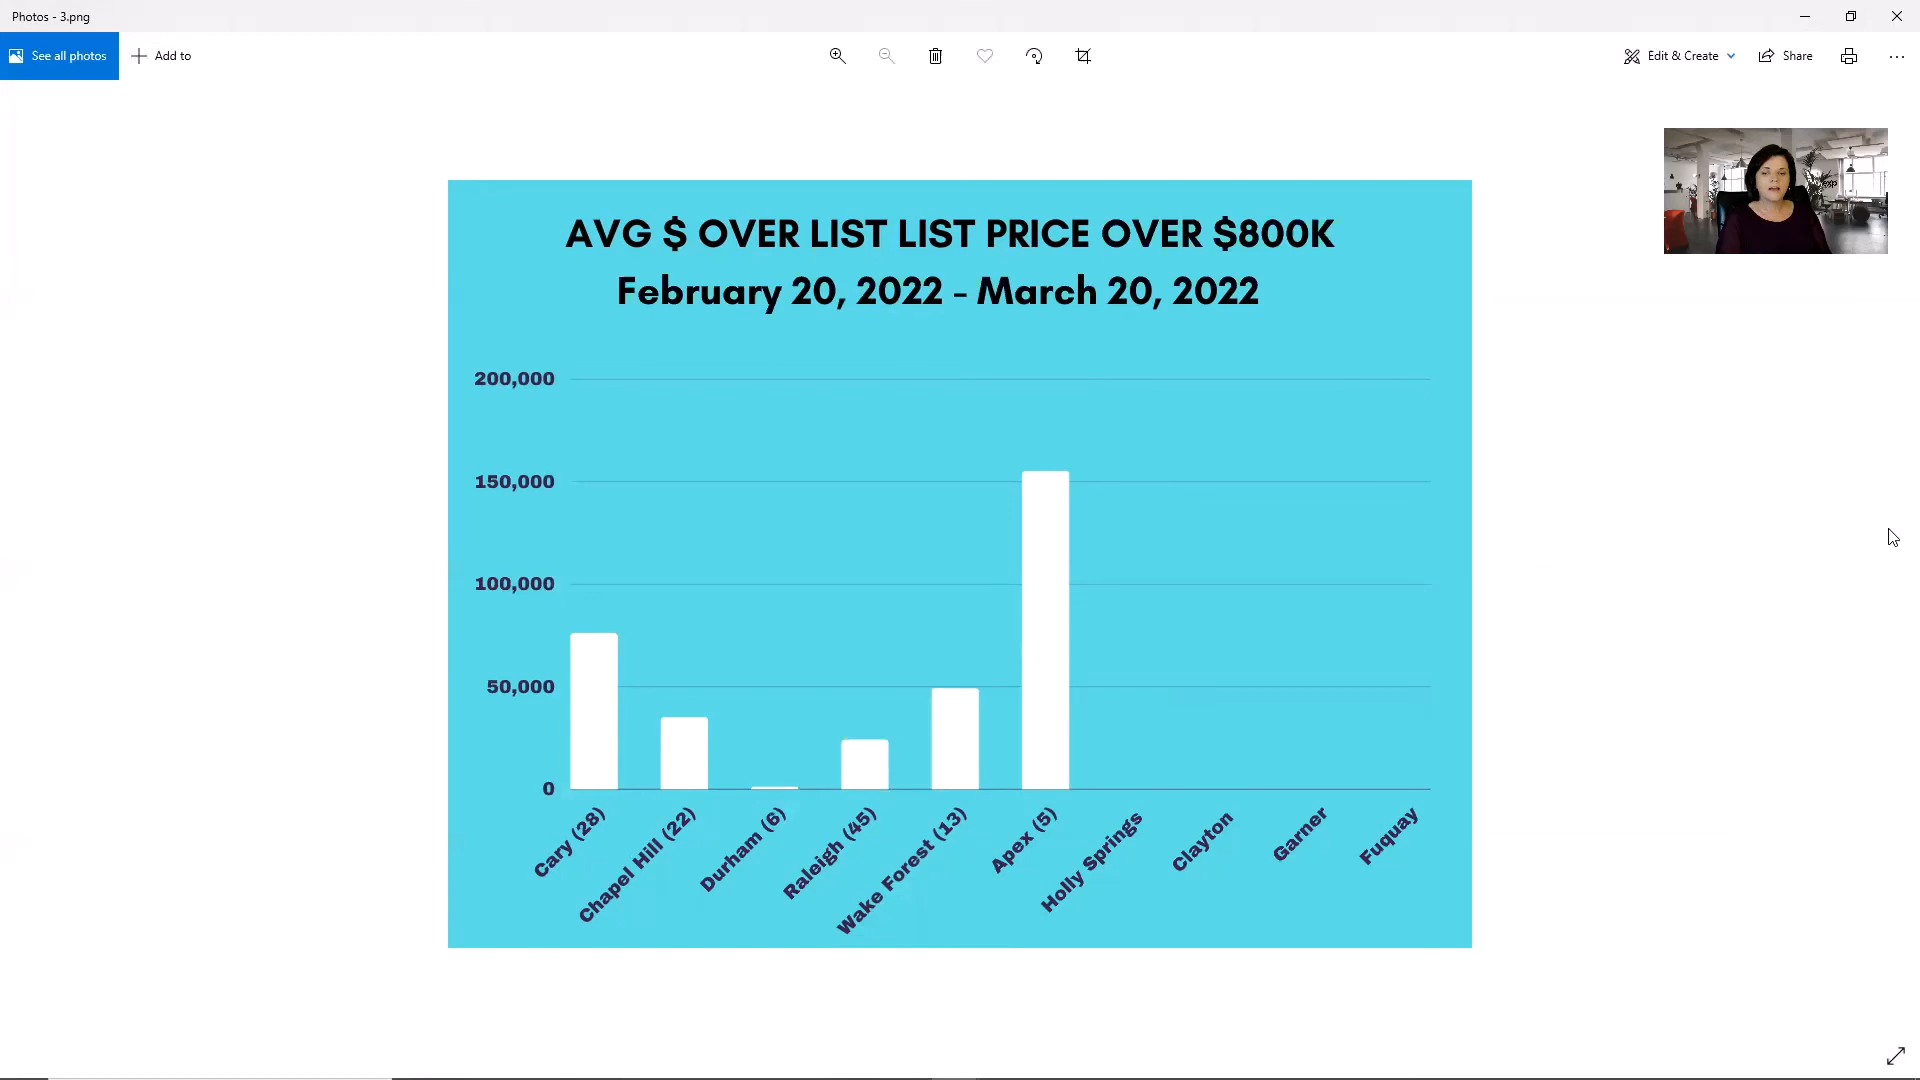 Photos - 3.png
See all photos
Add to
Edit & Create
Share
exp
AVG $ OVER LIST LIST PRICE OVER $800K
February 20, 2022 - March 20, 2022
200,000
150,000
100,000
50,000
0
Cary (28)
Chapel Hill (22)
Durham (6)
Raleigh (45)
Wake Forest (13)
Apex (5)
Holly Springs
Clayton
Garner
Fuquay